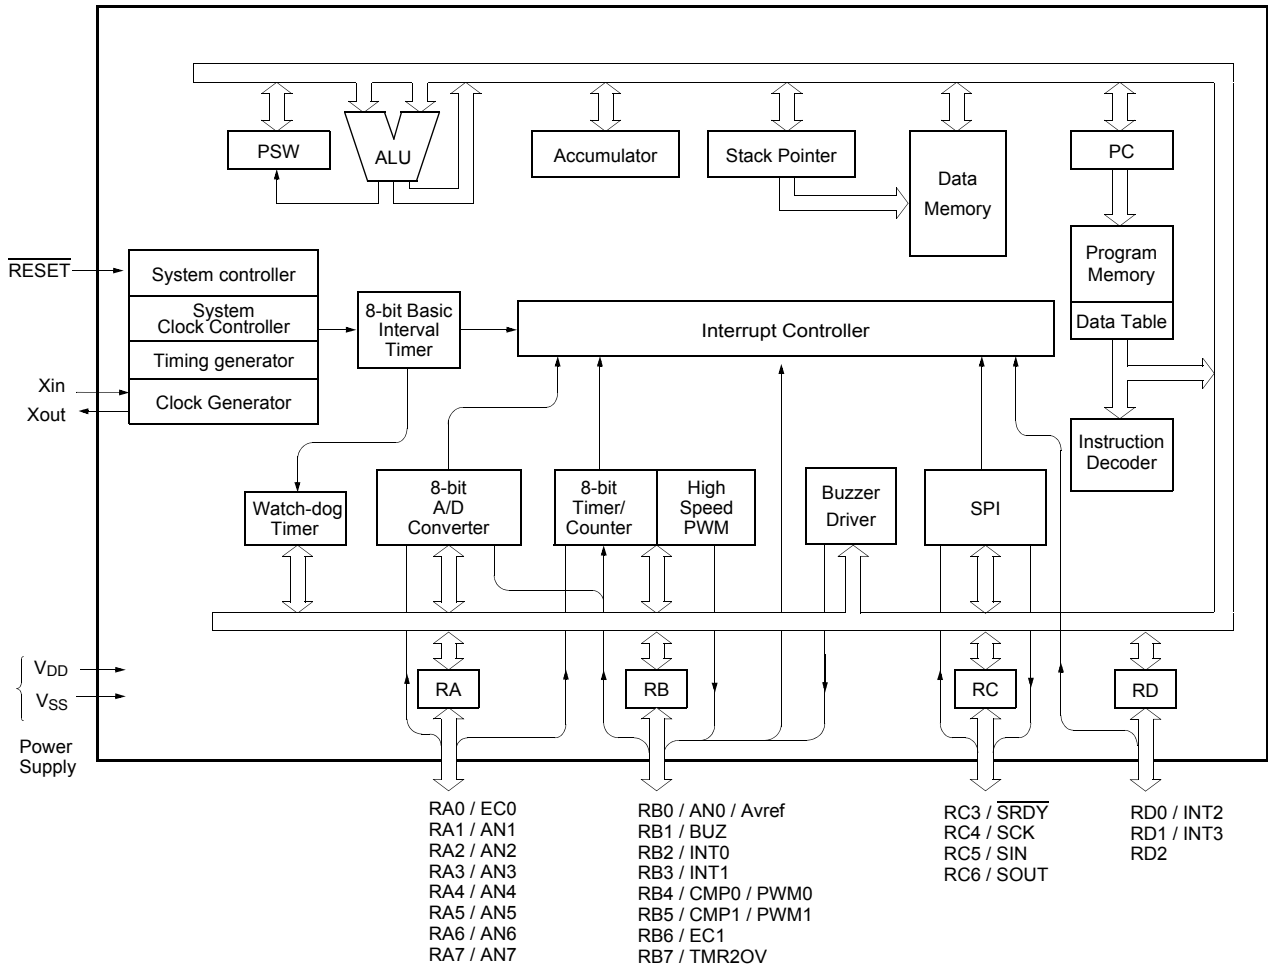 PSW
ALU
Accumulator
Stack Pointer
Data
Memory
PC
Program
Memory
Data Table
Instruction
Decoder
RESET
System controller
System
Clock Controller
Timing generator
Clock Generator
Xin
Xout
8-bit Basic
Interval
Timer
Interrupt Controller
Watch-dog
Timer
8-bit
A/D
Converter
8-bit
Timer/
Counter
High
Speed
PWM
Buzzer
Driver
SPI
VDD
VSS
Power
Supply
RA
RB
RC
RD
RA0 / EC0
RA1 / AN1
RA2 / AN2
RA3 / AN3
RA4 / AN4
RA5 / AN5
RA6 / AN6
RA7 / AN7
RB0 / AN0 / Avref
RB1 / BUZ
RB2 / INT0
RB3 / INT1
RB4 / CMP0 / PWM0
RB5 / CMP1 / PWM1
RB6 / EC1
RB7 / TMR2OV
RC3 / SRDY
RC4 / SCK
RC5 / SIN
RC6 / SOUT
RD0 / INT2
RD1 / INT3
RD2